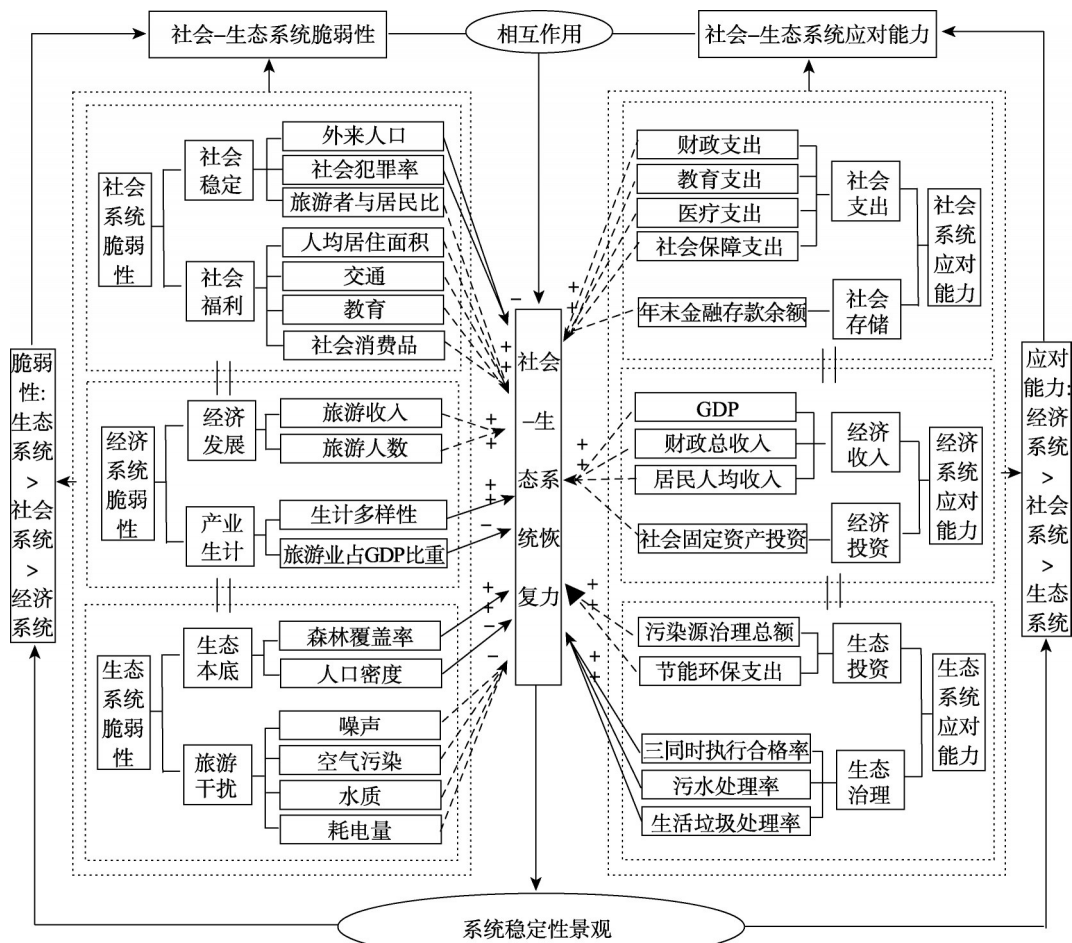 社会–生态系统脆弱性
相互作用
社会–生态系统应对能力
社会系统脆弱性
社会
稳定
外来人口
社会犯罪率
旅游者与居民比
社会
福利
人均居住面积
交通
教育
社会消费品
经济系统脆弱性
经济
发展
旅游收入
旅游人数
产业
生计
生计多样性
旅游业占GDP比重
生态系统脆弱性
生态
本底
森林覆盖率
人口密度
旅游
干扰
噪声
空气污染
水质
耗电量
脆弱
性:
生态
系统
>
社会
系统
>
经济
系统
–
+
+
+
+
+
+
+
+
–
+
+
–
–
社会
–生
态系
统恢
复力
+
+
+
+
+
+
+
+
+
+
财政支出
教育支出
医疗支出
社会保障支出
社会
支出
年末金融存款余额
社会
存储
社会系统应对能力
GDP
财政总收入
居民人均收入
经济
收入
社会固定资产投资
经济
投资
经济系统应对能力
污染源治理总额
节能环保支出
生态
投资
三同时执行合格率
污水处理率
生活垃圾处理率
生态
治理
生态系统应对能力
应对
能力:
经济
系统
>
社会
系统
>
生态
系统
系统稳定性景观